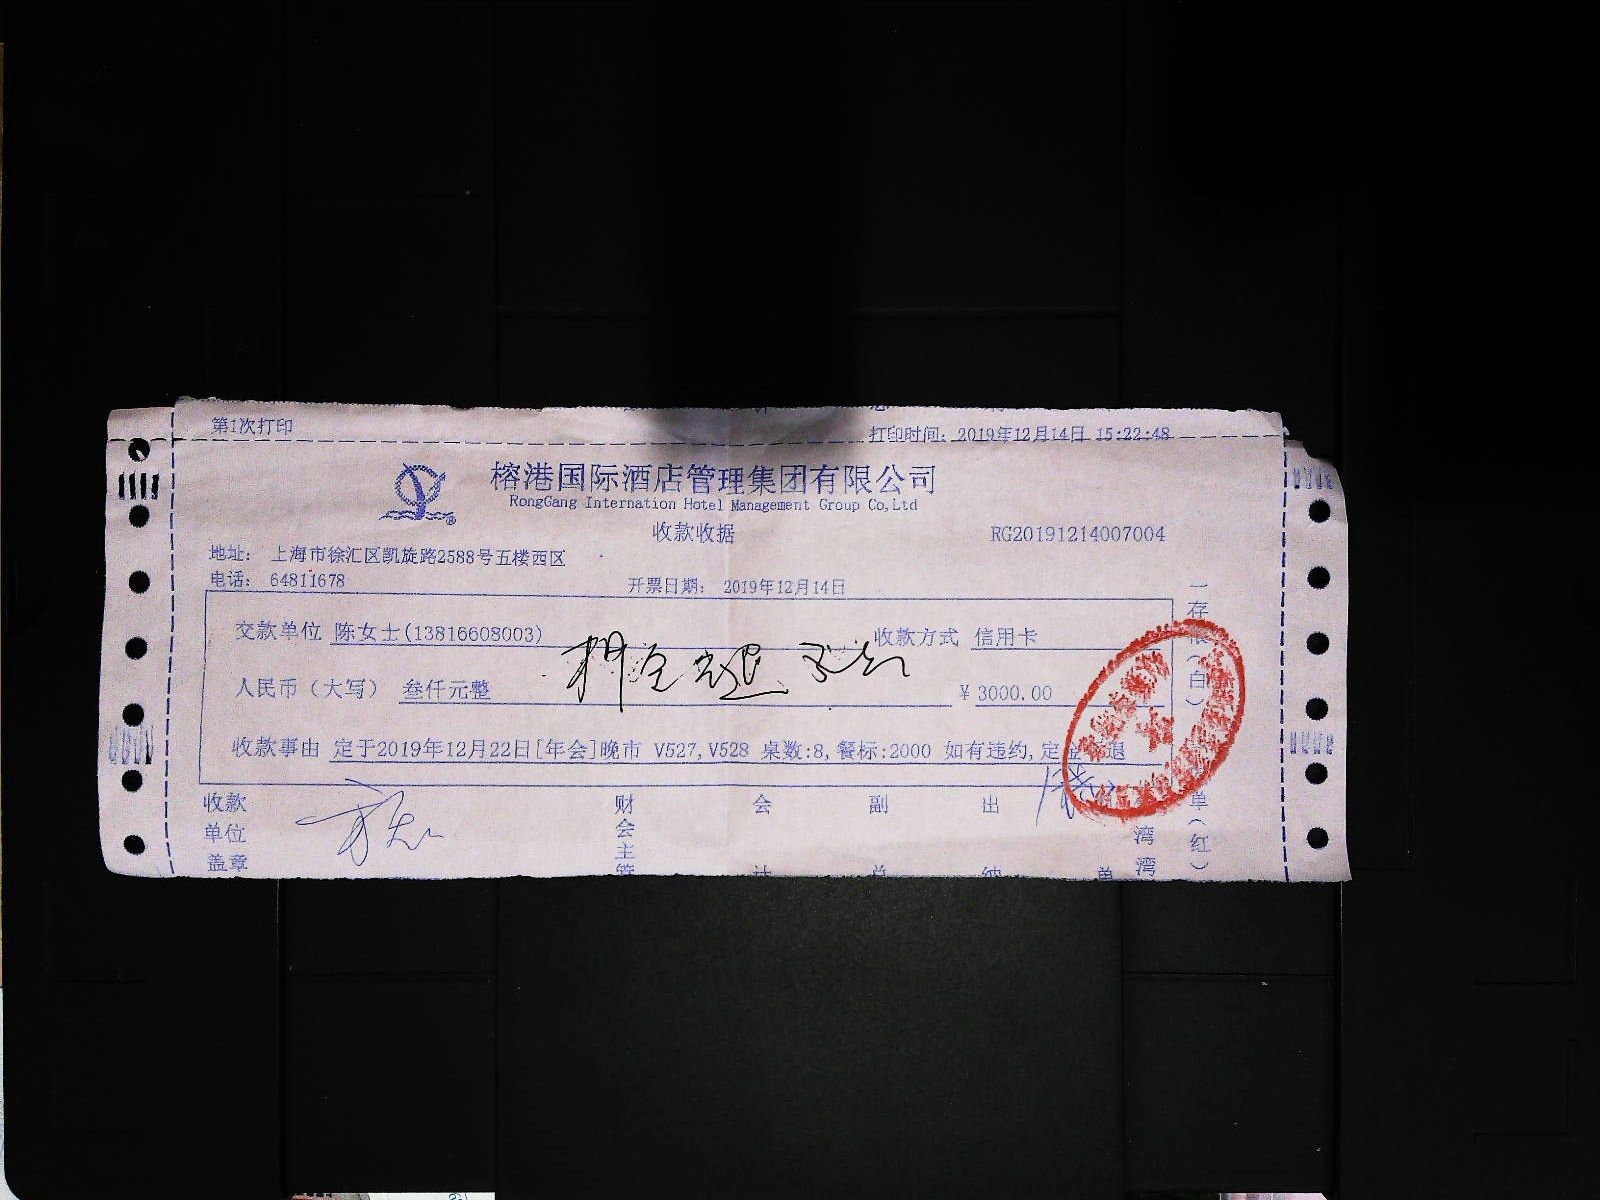 第1次打印
打印时间: 2019年12月14日 15:22:48
榕港国际酒店管理集团有限公司
RongGang Internation Hotel Management Group Co,Ltd
收款收据
RG20191214007004
地址: 上海市徐汇区凯旋路2588号五楼西区
电话: 64811678
开票日期: 2019年12月14日
交款单位 陈女士(13816608003)
收款方式 信用卡
人民币（大写） 叁仟元整
￥3000.00
收款事由 定于2019年12月22日[年会]晚市 V527,V528 桌数:8,餐标:2000 如有违约,定金 退
收款单位盖章
财会主管
会计
副总
出纳
单
湾湾
一存 (白)
单(红)